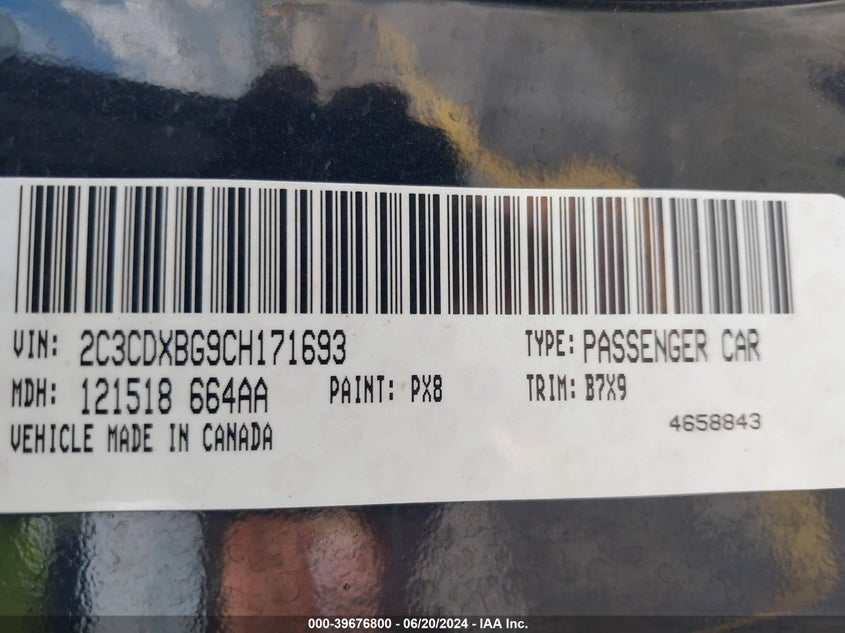 VIN: 2C3CDXBG9CH171693 TYPE: PASSENGER CAR
MDH: 121518 664AA PAINT: PX8 TRIM: B7X9
4658843
VEHICLE MADE IN CANADA
000-39676800 - 06/20/2024 - IAA Inc.